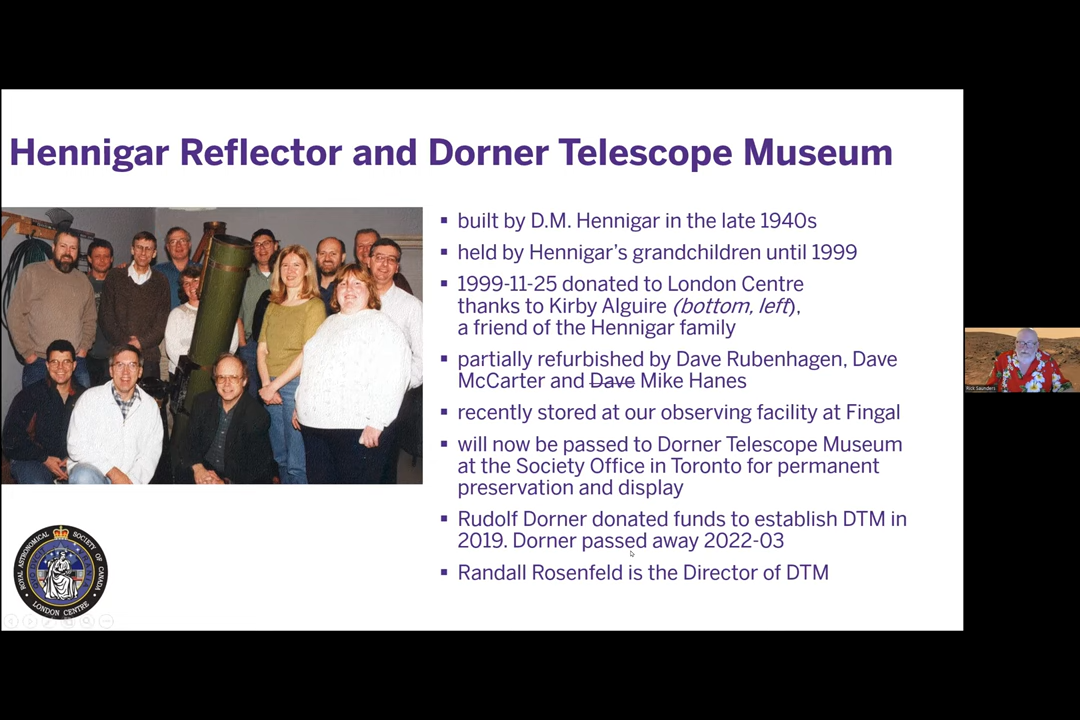 Hennigar Reflector and Dorner Telescope Museum
built by D.M. Hennigar in the late 1940s
held by Hennigar's grandchildren until 1999
1999-11-25 donated to London Centre
thanks to Kirby Alguire (bottom, left),
a friend of the Hennigar family
partially refurbished by Dave Rubenhagen, Dave
McCarter and Dave Mike Hanes
recently stored at our observing facility at Fingal
will now be passed to Dorner Telescope Museum
at the Society Office in Toronto for permanent
preservation and display
Rudolf Dorner donated funds to establish DTM in
2019. Dorner passed away 2022-03
Randall Rosenfeld is the Director of DTM
ROYAL ASTRONOMICAL SOCIETY OF CANADA
LONDON CENTRE
Rick Saunders